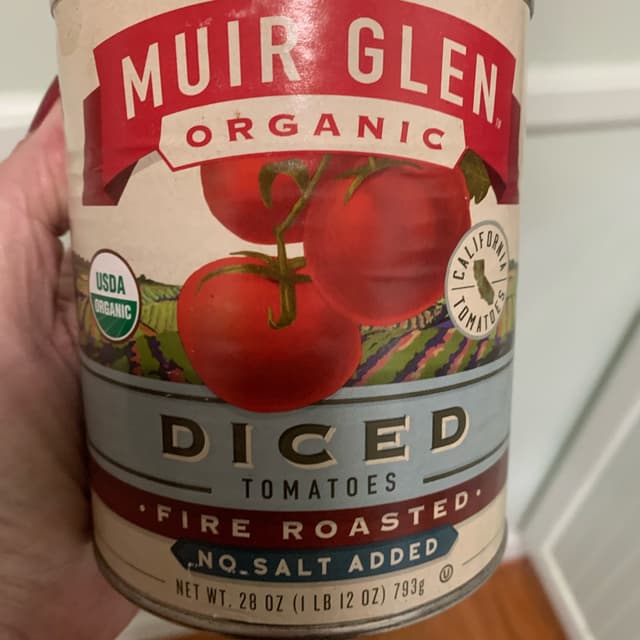 MUIR GLEN™
ORGANIC
USDA
ORGANIC
CALIFORNIA
TOMATOES
DICED
TOMATOES
• FIRE ROASTED •
NO SALT ADDED
NET WT. 28 OZ (1 LB 12 OZ) 793g U